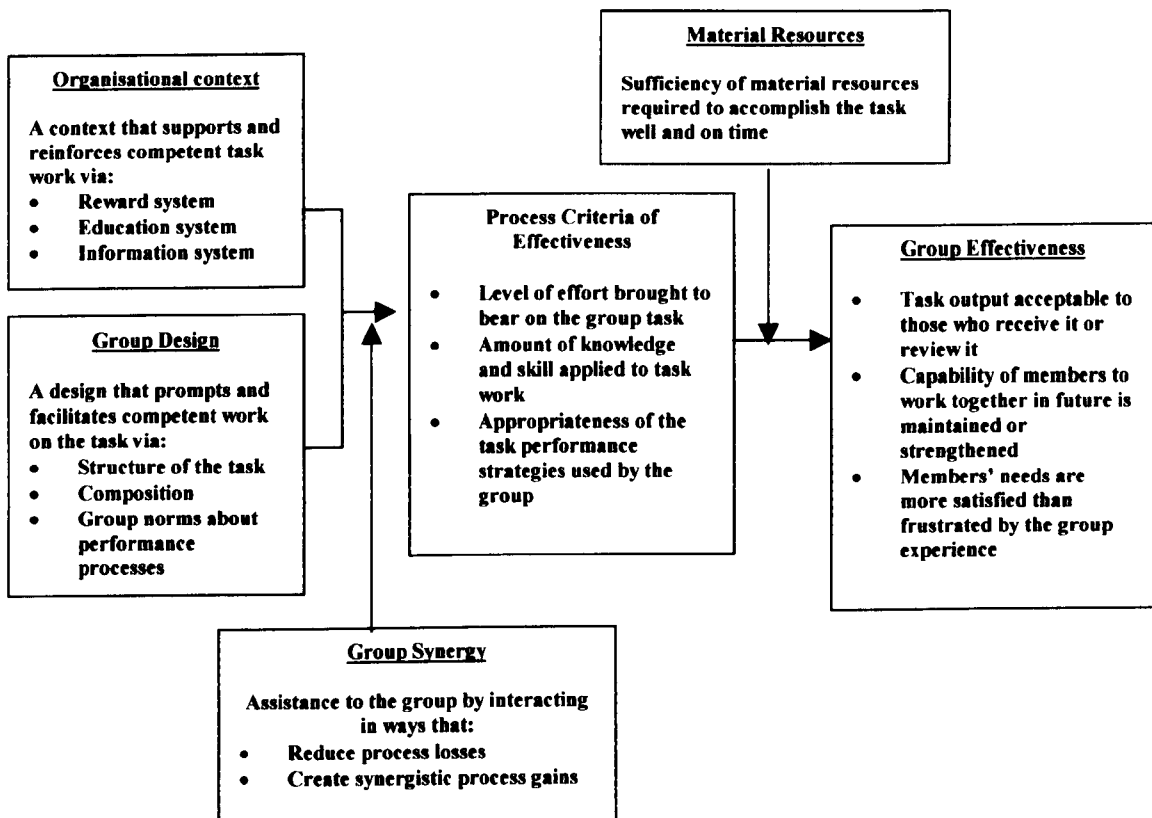 Organisational context
A context that supports and
reinforces competent task
work via:
• Reward system
• Education system
• Information system
Group Design
A design that prompts and
facilitates competent work
on the task via:
• Structure of the task
• Composition
• Group norms about
performance
processes
Group Synergy
Assistance to the group by interacting
in ways that:
• Reduce process losses
• Create synergistic process gains
Process Criteria of
Effectiveness
• Level of effort brought to
bear on the group task
• Amount of knowledge
and skill applied to task
work
• Appropriateness of the
task performance
strategies used by the
group
Material Resources
Sufficiency of material resources
required to accomplish the task
well and on time
Group Effectiveness
• Task output acceptable to
those who receive it or
review it
• Capability of members to
work together in future is
maintained or
strengthened
• Members' needs are
more satisfied than
frustrated by the group
experience